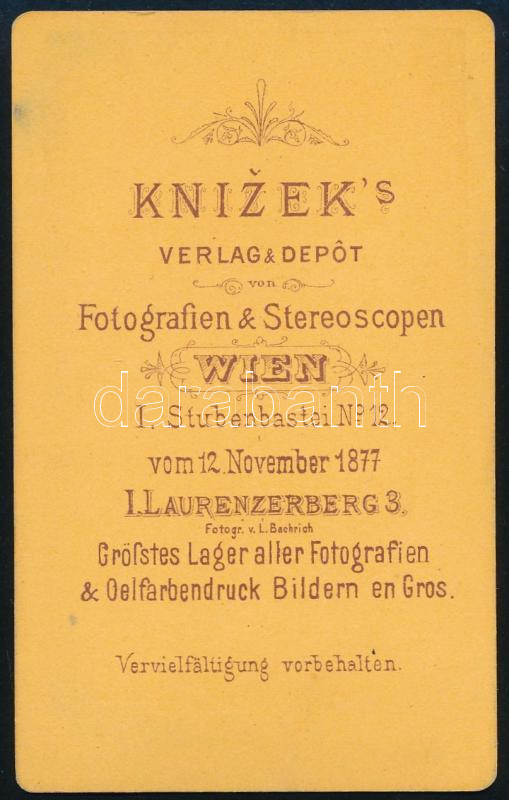 KNIŽEK's
VERLAG & DEPÔT
von
Fotografien & Stereoscopen
WIEN
darabanth
I. Stubenbastei No 12.
vom 12. November 1877
I. LAURENZERBERG 3.
Fotogr. v. L. Bachrich
Gröſstes Lager aller Fotografien
& Oelfarbendruck Bildern en Gros.
Vervielfältigung vorbehalten.